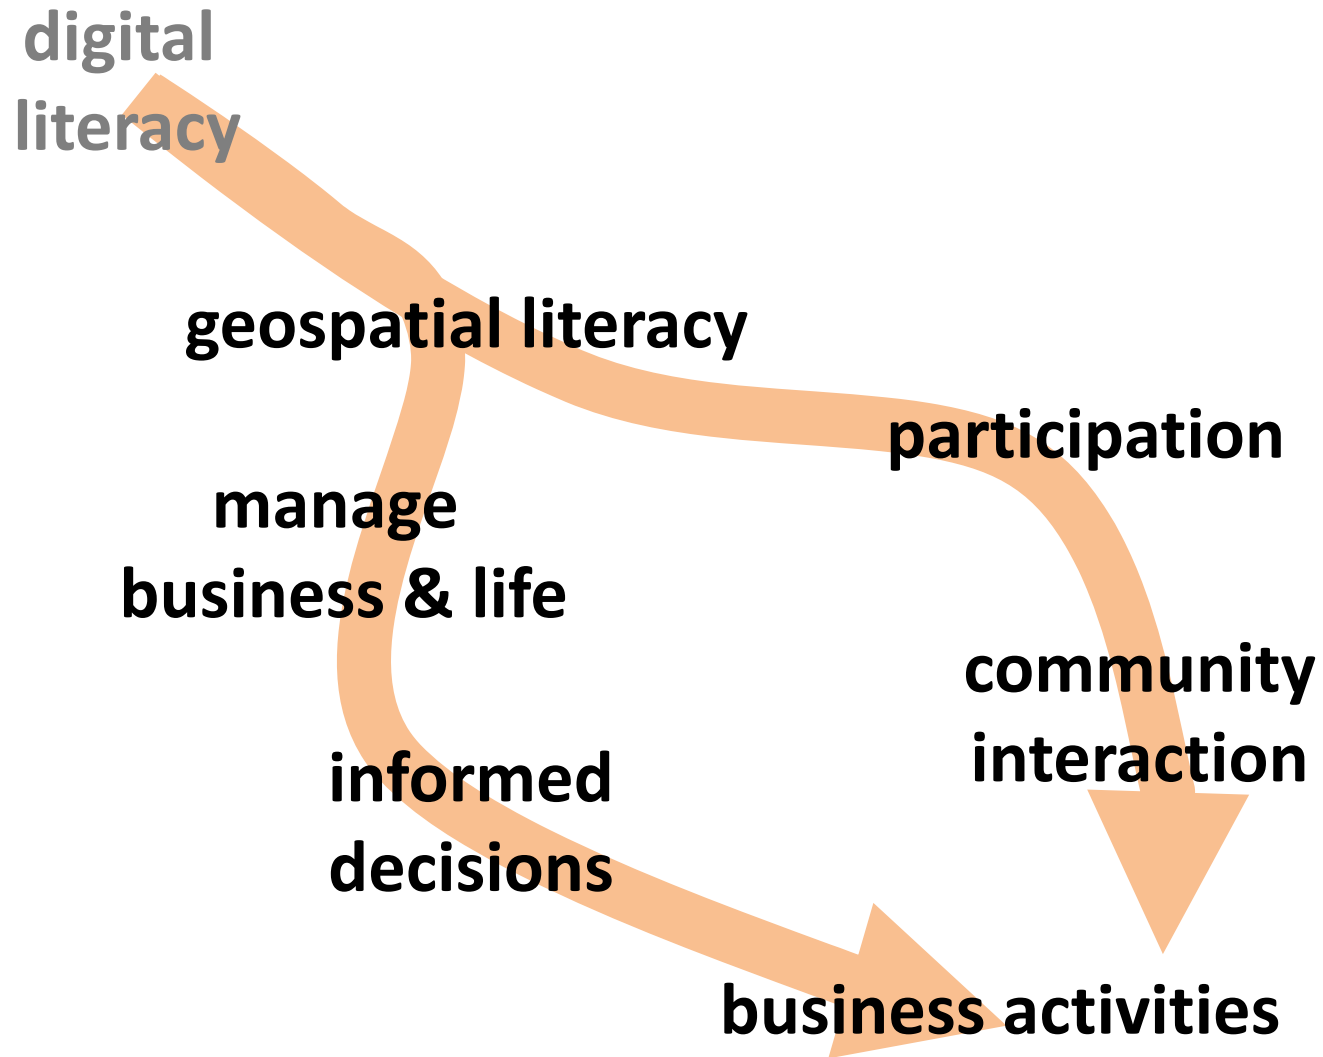 digital
literacy
geospatial literacy
participation
manage
business & life
community
interaction
informed
decisions
business activities